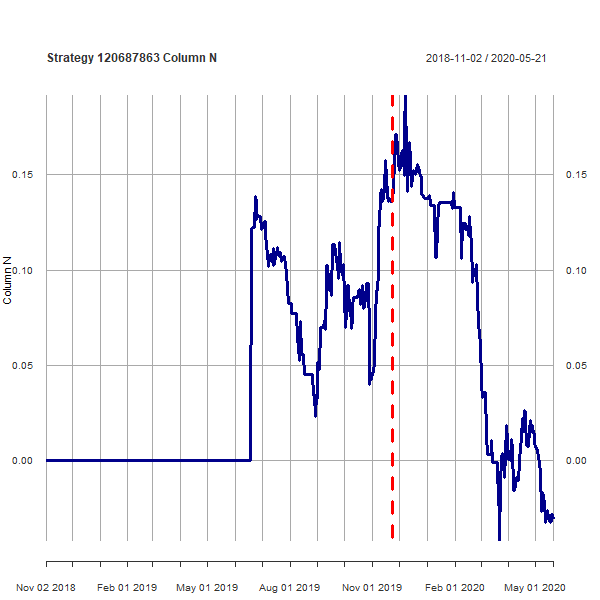 Strategy 120687863 Column N
2018-11-02 / 2020-05-21
Column N
0.15
0.10
0.05
0.00
0.15
0.10
0.05
0.00
Nov 02 2018
Feb 01 2019
May 01 2019
Aug 01 2019
Nov 01 2019
Feb 01 2020
May 01 2020